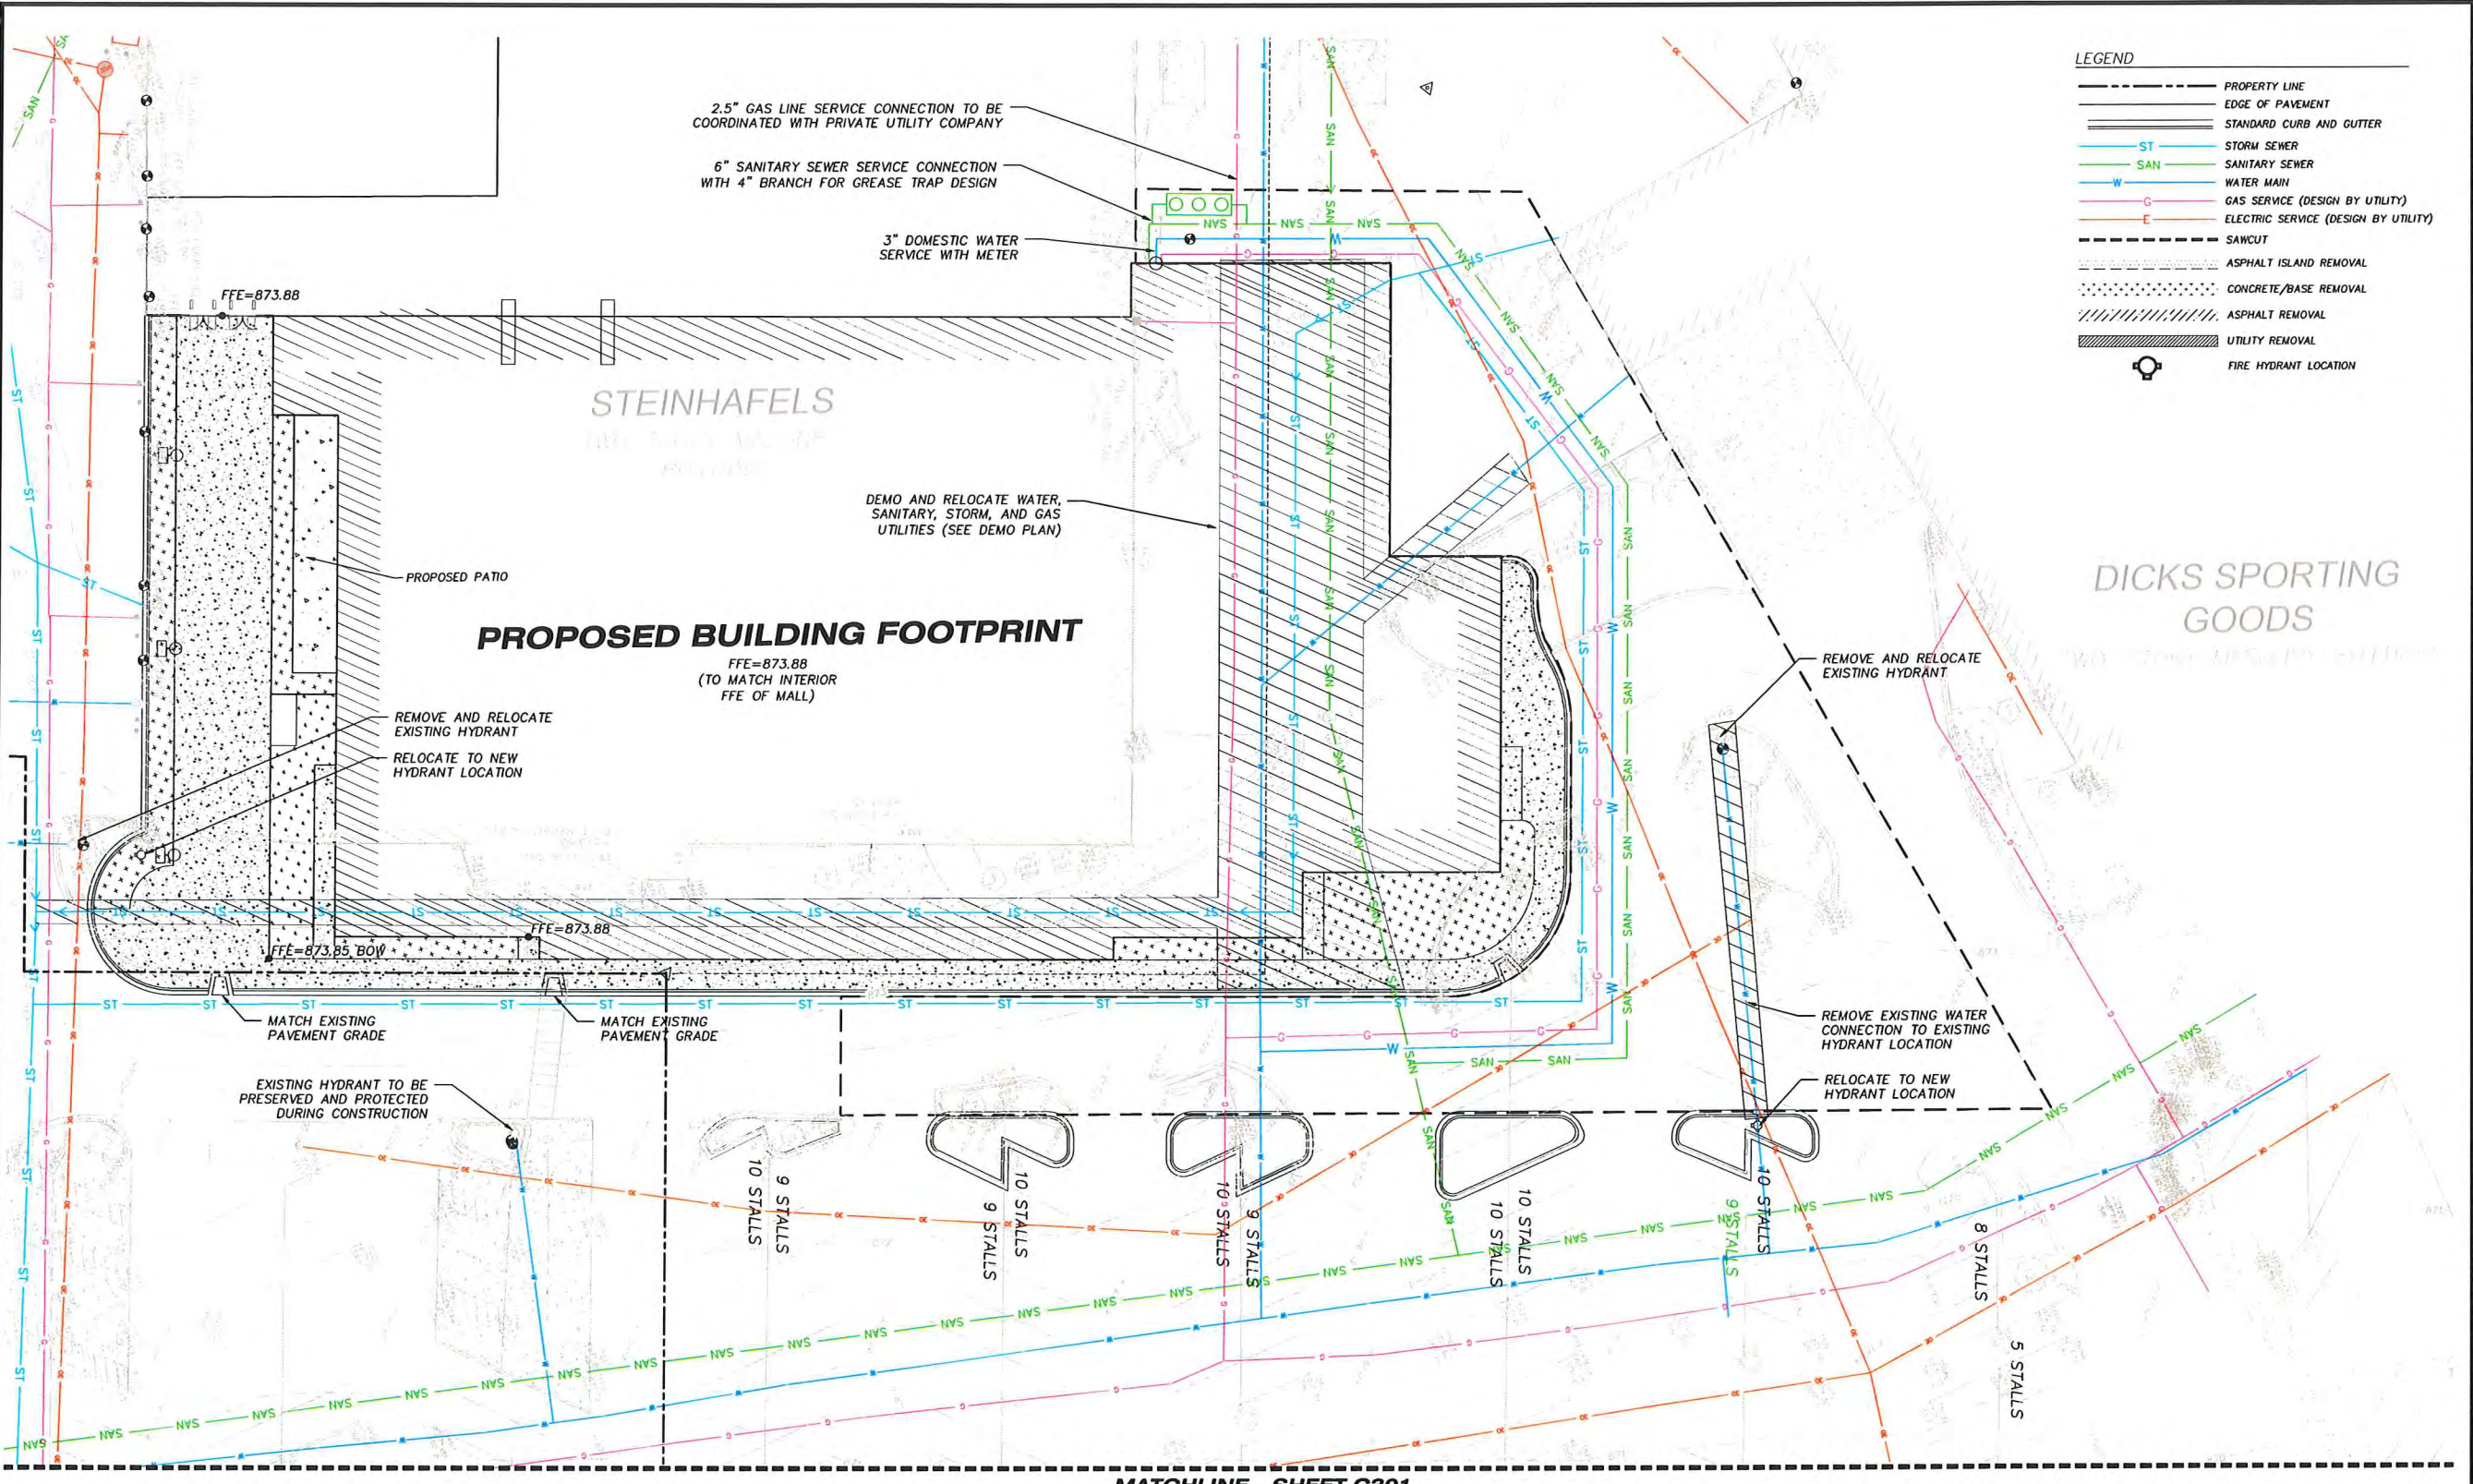 LEGEND
PROPERTY LINE
EDGE OF PAVEMENT
STANDARD CURB AND GUTTER
ST STORM SEWER
SAN SANITARY SEWER
W WATER MAIN
G GAS SERVICE (DESIGN BY UTILITY)
E ELECTRIC SERVICE (DESIGN BY UTILITY)
SAWCUT
ASPHALT ISLAND REMOVAL
CONCRETE/BASE REMOVAL
ASPHALT REMOVAL
UTILITY REMOVAL
FIRE HYDRANT LOCATION
2.5" GAS LINE SERVICE CONNECTION TO BE
COORDINATED WITH PRIVATE UTILITY COMPANY
6" SANITARY SEWER SERVICE CONNECTION
WITH 4" BRANCH FOR GREASE TRAP DESIGN
3" DOMESTIC WATER
SERVICE WITH METER
FFE=873.88
STEINHAFELS
DEMO AND RELOCATE WATER,
SANITARY, STORM, AND GAS
UTILITIES (SEE DEMO PLAN)
PROPOSED PATIO
PROPOSED BUILDING FOOTPRINT
FFE=873.88
(TO MATCH INTERIOR
FFE OF MALL)
DICKS SPORTING
GOODS
REMOVE AND RELOCATE
EXISTING HYDRANT
REMOVE AND RELOCATE
EXISTING HYDRANT
RELOCATE TO NEW
HYDRANT LOCATION
FFE=873.88
FFE=873.85 BOW
MATCH EXISTING
PAVEMENT GRADE
MATCH EXISTING
PAVEMENT GRADE
REMOVE EXISTING WATER
CONNECTION TO EXISTING
HYDRANT LOCATION
RELOCATE TO NEW
HYDRANT LOCATION
EXISTING HYDRANT TO BE
PRESERVED AND PROTECTED
DURING CONSTRUCTION
10 STALLS
9 STALLS
9 STALLS
10 STALLS
10 STALLS
9 STALLS
10 STALLS
10 STALLS
9 STALLS
10 STALLS
8 STALLS
5 STALLS
MATCHLINE - SHEET C201